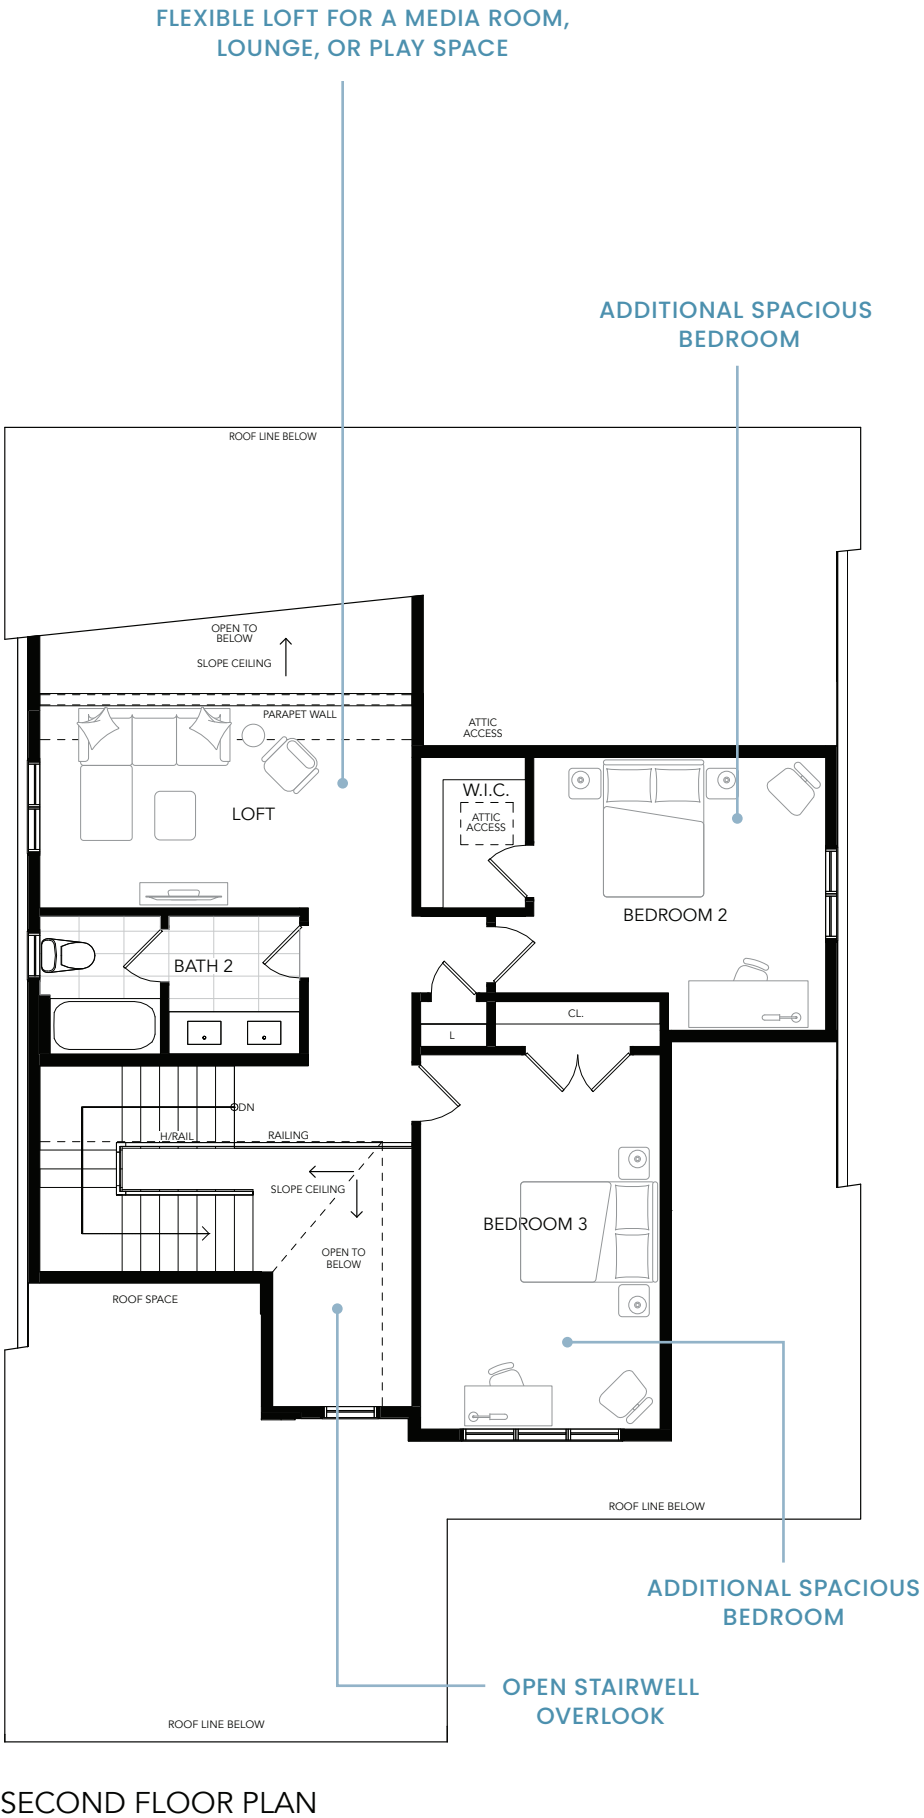 FLEXIBLE LOFT FOR A MEDIA ROOM,
LOUNGE, OR PLAY SPACE
ADDITIONAL SPACIOUS
BEDROOM
ROOF LINE BELOW
OPEN TO
BELOW
SLOPE CEILING
PARAPET WALL
ATTIC
ACCESS
W.I.C.
ATTIC
ACCESS
LOFT
BEDROOM 2
BATH 2
CL.
L
DN
H/RAIL
RAILING
SLOPE CEILING
BEDROOM 3
OPEN TO
BELOW
ROOF SPACE
ROOF LINE BELOW
ADDITIONAL SPACIOUS
BEDROOM
OPEN STAIRWELL
OVERLOOK
ROOF LINE BELOW
SECOND FLOOR PLAN